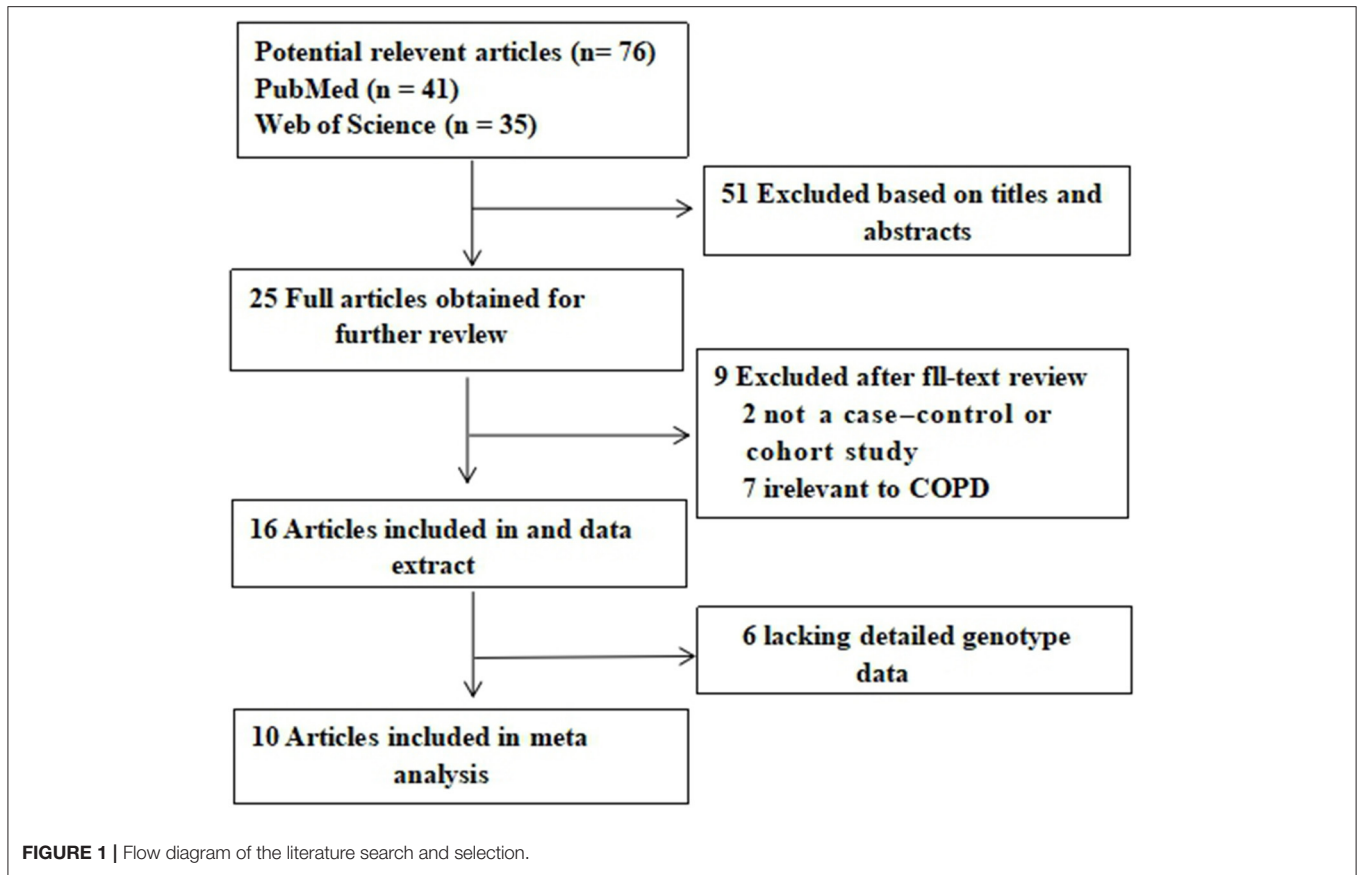 Potential relevent articles (n= 76)
PubMed (n = 41)
Web of Science (n = 35)
51 Excluded based on titles and
abstracts
25 Full articles obtained for
further revlew
9 Excluded after fll-text review
2 not a case–control or
cohort study
7 irelevant to COPD
16 Articles included in and data
extract
6 lacking detailed genotype
data
10 Articles included in meta
analysis
FIGURE 1 | Flow diagram of the literature search and selection.